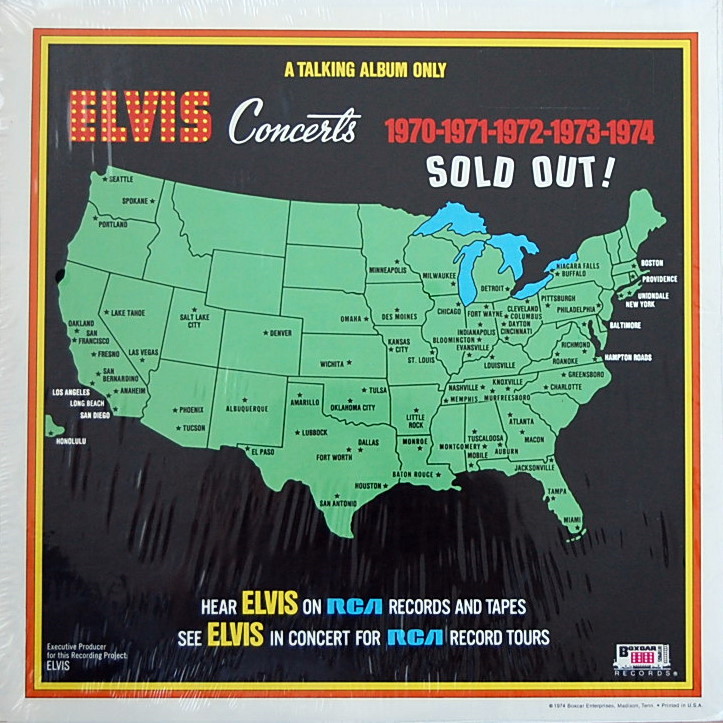 A TALKING ALBUM ONLY
ELVIS Concerts 1970-1971-1972-1973-1974
SOLD OUT!
SEATTLE
SPOKANE
PORTLAND
MINNEAPOLIS
MILWAUKEE
DETROIT
NIAGARA FALLS
BUFFALO
BOSTON
PROVIDENCE
UNIONDALE
NEW YORK
LAKE TAHOE
SALT LAKE
CITY
OMAHA
DES MOINES
CHICAGO
FORT WAYNE
CLEVELAND
COLUMBUS
PITTSBURGH
PHILADELPHIA
OAKLAND
SAN
FRANCISCO
DENVER
INDIANAPOLIS
DAYTON
CINCINNATI
BALTIMORE
FRESNO
LAS VEGAS
WICHITA
KANSAS
CITY
ST. LOUIS
BLOOMINGTON
EVANSVILLE
LOUISVILLE
RICHMOND
ROANOKE
HAMPTON ROADS
SAN
BERNARDINO
LOS ANGELES
ANAHEIM
LONG BEACH
SAN DIEGO
TULSA
NASHVILLE
KNOXVILLE
GREENSBORO
CHARLOTTE
MEMPHIS
MURFREESBORO
PHOENIX
ALBUQUERQUE
AMARILLO
OKLAHOMA CITY
LITTLE
ROCK
ATLANTA
HONOLULU
TUCSON
LUBBOCK
DALLAS
MONROE
TUSCALOOSA
MACON
EL PASO
FORT WORTH
MONTGOMERY
AUBURN
MOBILE
BATON ROUGE
JACKSONVILLE
HOUSTON
SAN ANTONIO
TAMPA
MIAMI
HEAR ELVIS ON RCA RECORDS AND TAPES
SEE ELVIS IN CONCERT FOR RCA RECORD TOURS
Executive Producer
for this Recording Project:
ELVIS
BOXCAR
RECORDS®
© 1974 Boxcar Enterprises, Madison, Tenn. • Printed in U.S.A.